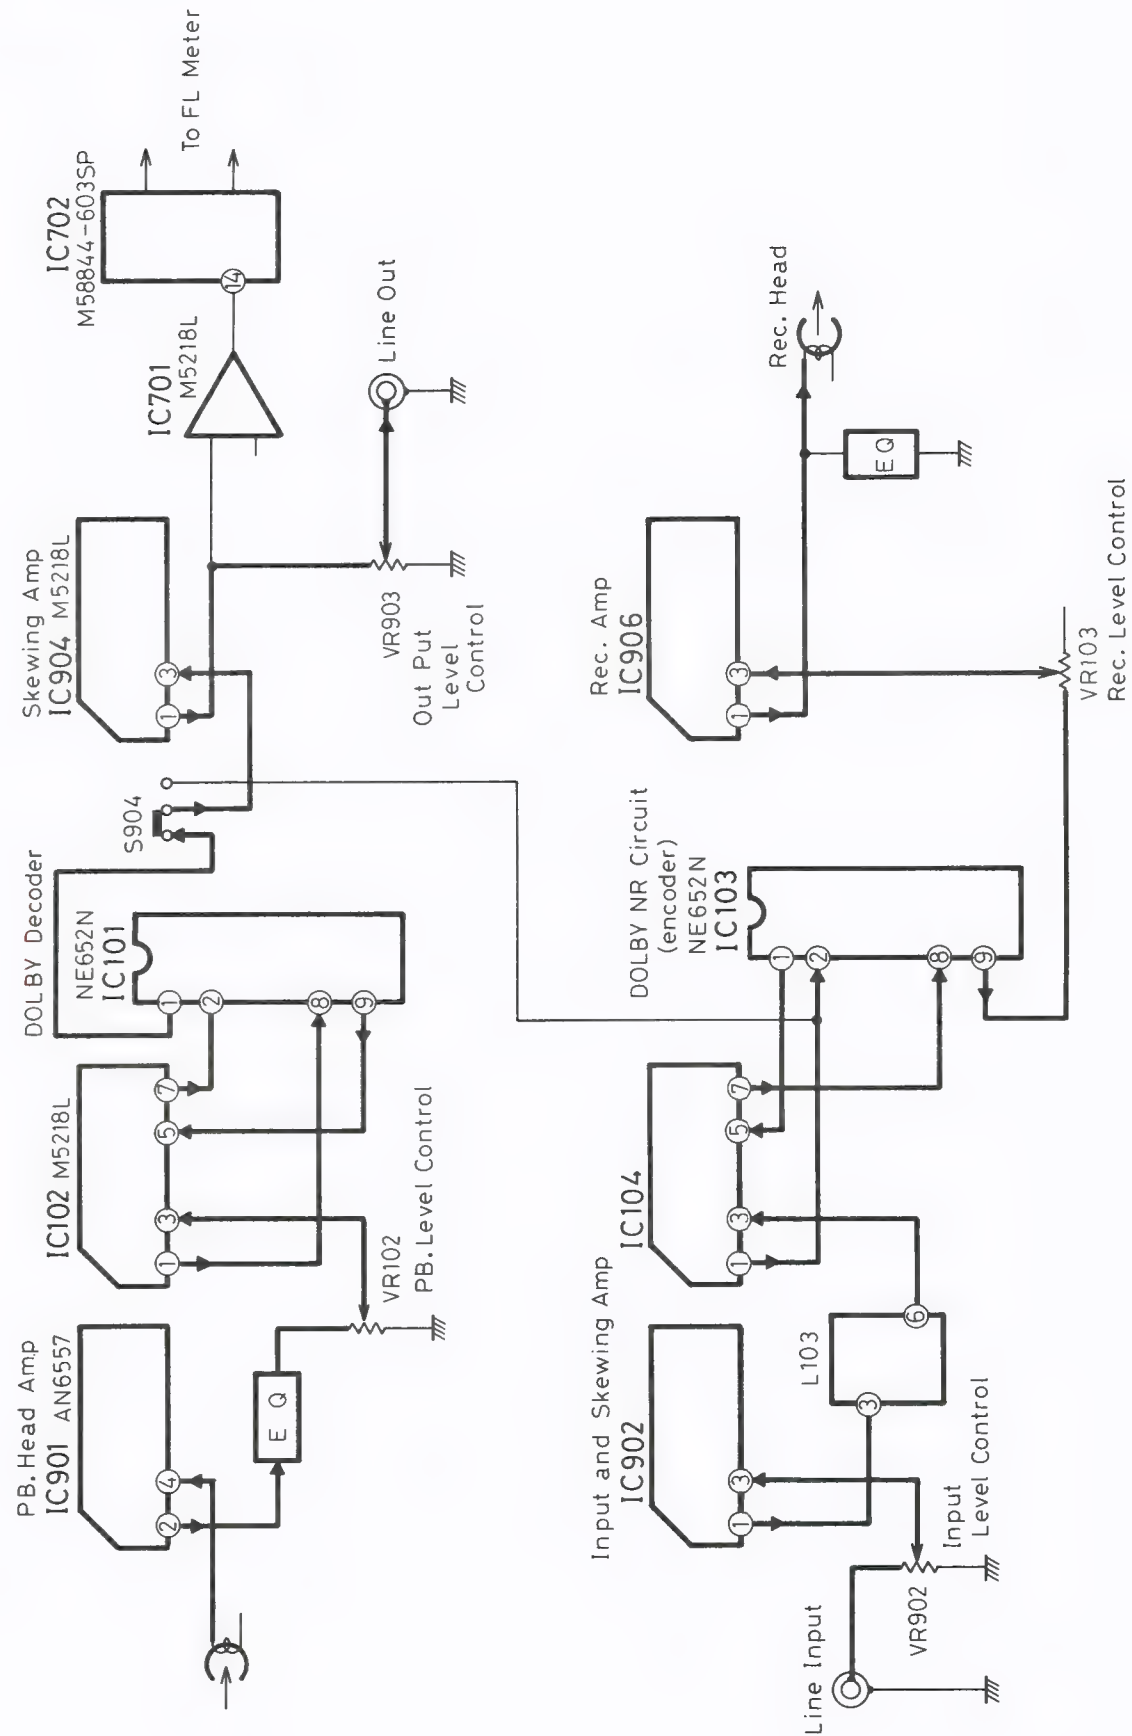 PB. Head Amp
IC901 AN6557
2
4
E Q
VR102
PB. Level Control
IC102 M5218L
1
3
5
7
DOLBY Decoder
NE652N
IC101
1
2
8
9
S904
Skewing Amp
IC904 M5218L
1
3
VR903
Out Put
Level
Control
Line Out
IC701
M5218L
IC702
M58844-603SP
14
To FL Meter
Line Input
VR902
Input
Level Control
Input and Skewing Amp
IC902
1
3
L103
3
6
IC104
1
3
5
7
DOLBY NR Circuit
(encoder)
NE652N
IC103
1
2
8
9
VR103
Rec. Level Control
Rec. Amp
IC906
1
3
E Q
Rec. Head